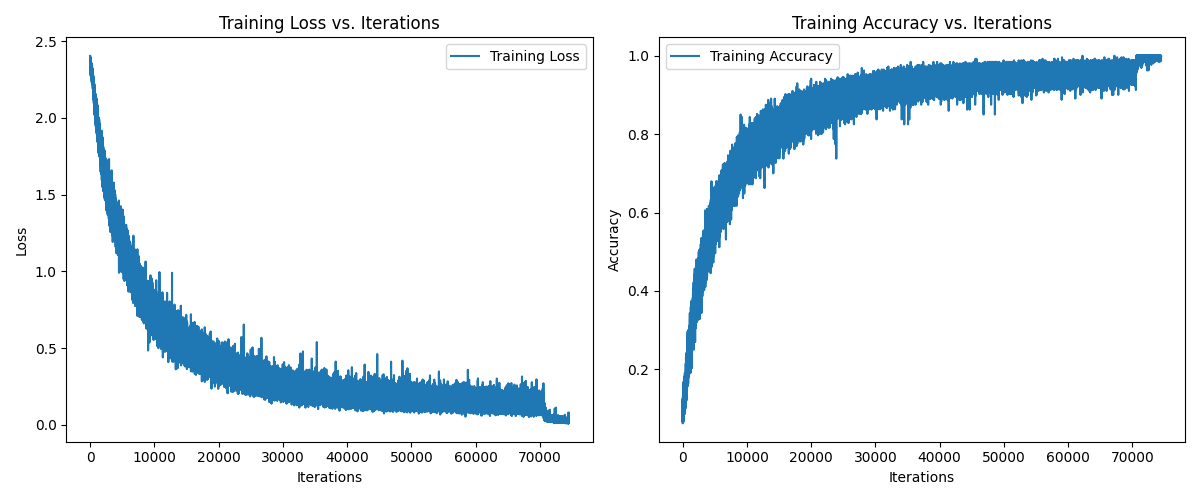 Training Loss vs. Iterations
2.5
2.0
1.5
1.0
0.5
0.0
Loss
Training Loss
0 10000 20000 30000 40000 50000 60000 70000
Iterations
Training Accuracy vs. Iterations
1.0
0.8
0.6
0.4
0.2
Accuracy
Training Accuracy
0 10000 20000 30000 40000 50000 60000 70000
Iterations